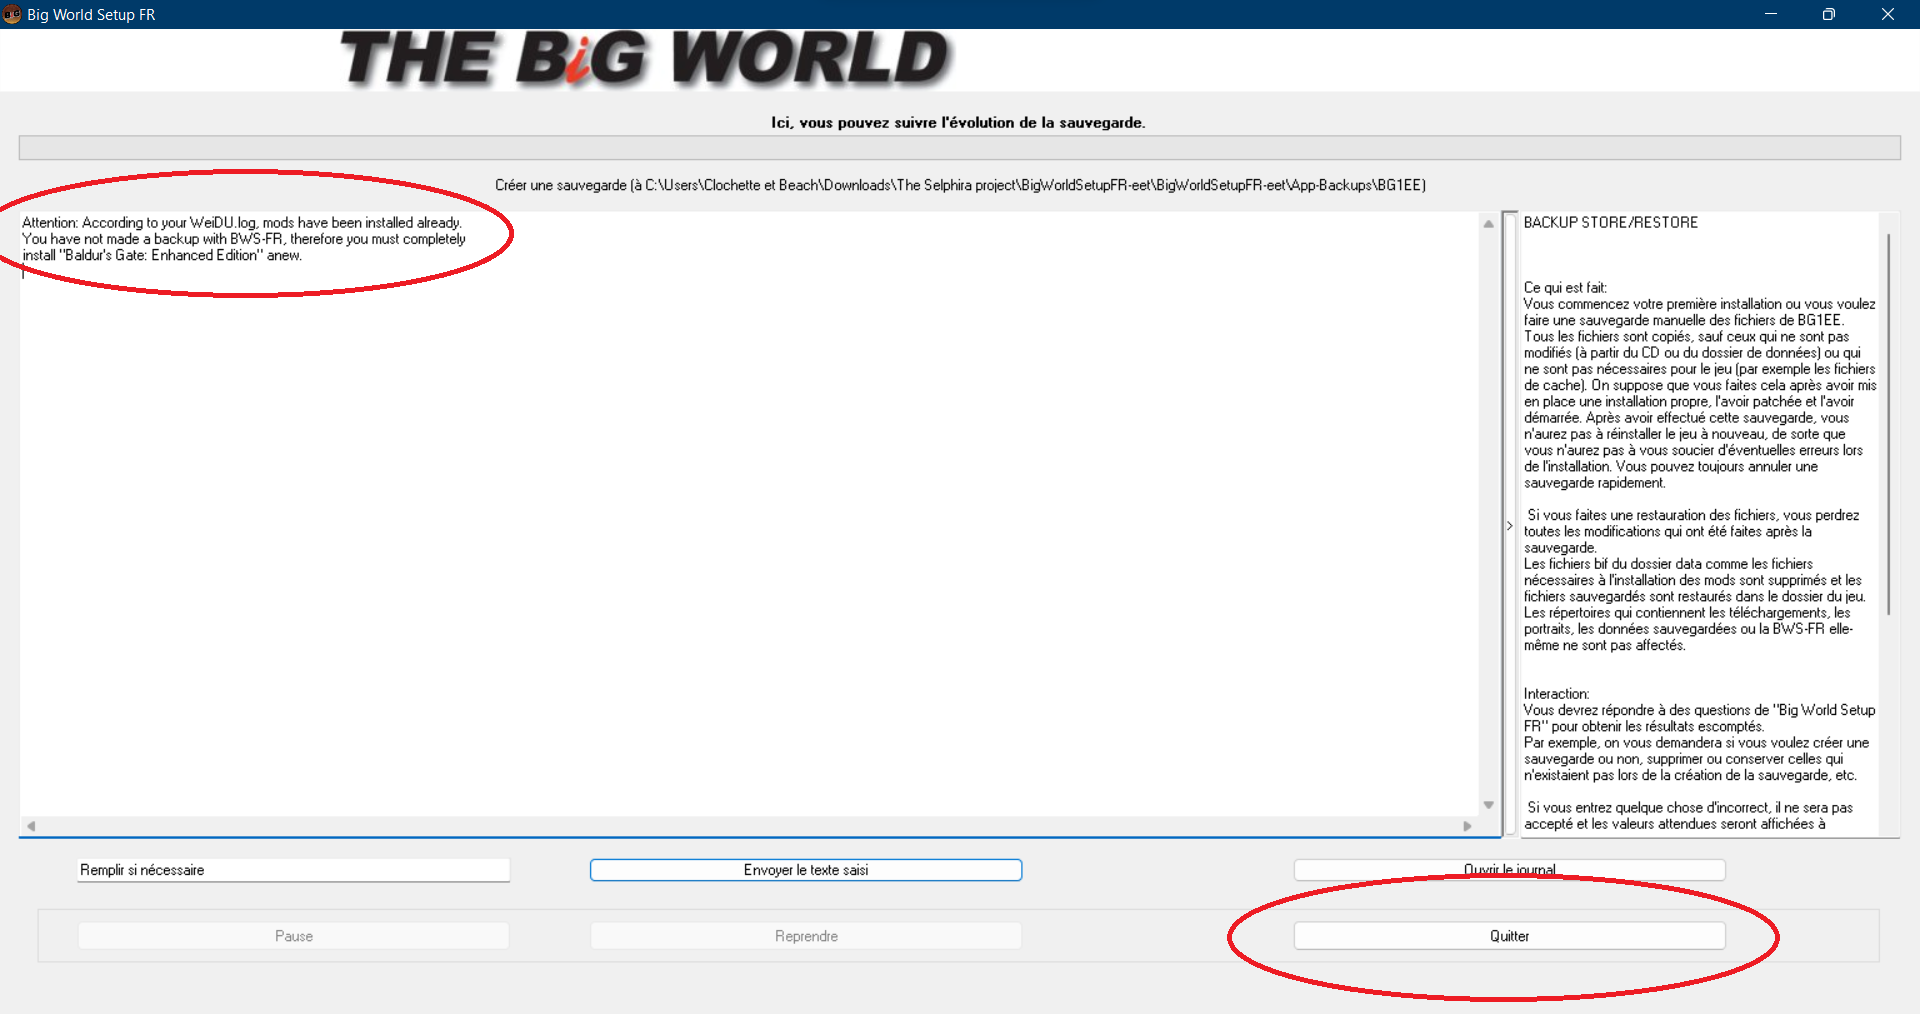 Big World Setup FR
THE BiG WORLD
Ici, vous pouvez suivre l'évolution de la sauvegarde.
Créer une sauvegarde (à C:\Users\Clochette et Beach\Downloads\The Selphira project\BigWorldSetupFR-eet\BigWorldSetupFR-eet\App-Backups\BG1EE)
Attention: According to your WeiDU.log, mods have been installed already.
You have not made a backup with BWS-FR, therefore you must completely
install "Baldur's Gate: Enhanced Edition" anew.
BACKUP STORE/RESTORE
Ce qui est fait:
Vous commencez votre première installation ou vous voulez
faire une sauvegarde manuelle des fichiers de BG1EE.
Tous les fichiers sont copiés, sauf ceux qui ne sont pas
modifiés (à partir du CD ou du dossier de données) ou qui
ne sont pas nécessaires pour le jeu (par exemple les fichiers
de cache). On suppose que vous faites cela après avoir mis
en place une installation propre, l'avoir patchée et l'avoir
démarrée. Après avoir effectué cette sauvegarde, vous
n'aurez pas à réinstaller le jeu à nouveau, de sorte que
vous n'aurez pas à vous soucier d'éventuelles erreurs lors
de l'installation. Vous pouvez toujours annuler une
sauvegarde rapidement.
Si vous faites une restauration des fichiers, vous perdrez
toutes les modifications qui ont été faites après la
sauvegarde.
Les fichiers bif du dossier data comme les fichiers
nécessaires à l'installation des mods sont supprimés et les
fichiers sauvegardés sont restaurés dans le dossier du jeu.
Les répertoires qui contiennent les téléchargements, les
portraits, les données sauvegardées ou la BWS-FR elle-
même ne sont pas affectés.
Interaction:
Vous devrez répondre à des questions de "Big World Setup
FR" pour obtenir les résultats escomptés.
Par exemple, on vous demandera si vous voulez créer une
sauvegarde ou non, supprimer ou conserver celles qui
n'existaient pas lors de la création de la sauvegarde, etc.
Si vous entrez quelque chose d'incorrect, il ne sera pas
accepté et les valeurs attendues seront affichées à
Remplir si nécessaire
Envoyer le texte saisi
Ouvrir le journal
Pause
Reprendre
Quitter